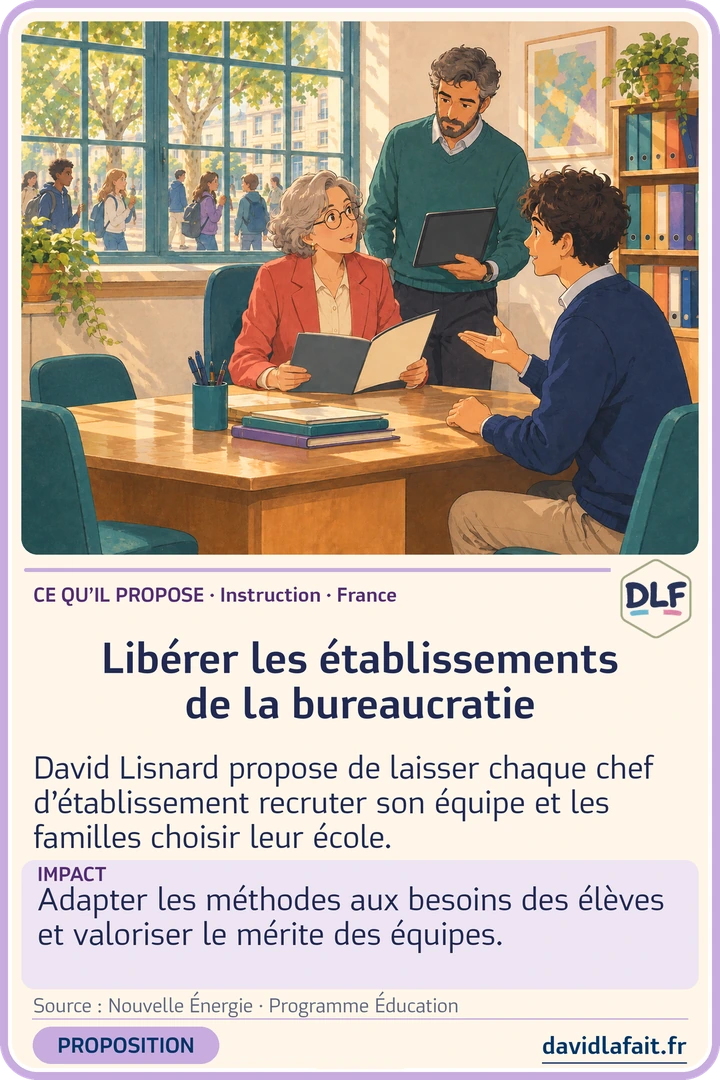 CE QU'IL PROPOSE · Instruction · France
DLF
Libérer les établissements
de la bureaucratie
David Lisnard propose de laisser chaque chef
d'établissement recruter son équipe et les
familles choisir leur école.
IMPACT
Adapter les méthodes aux besoins des élèves
et valoriser le mérite des équipes.
Source : Nouvelle Énergie · Programme Éducation
PROPOSITION
davidlafait.fr